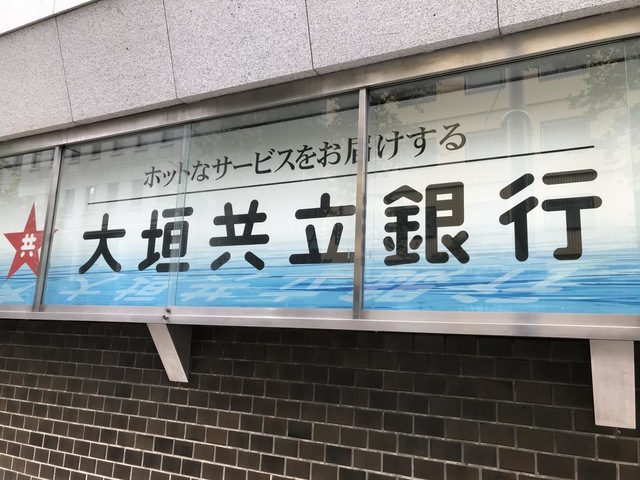 ホットなサービスをお届けする
共
大垣共立銀行